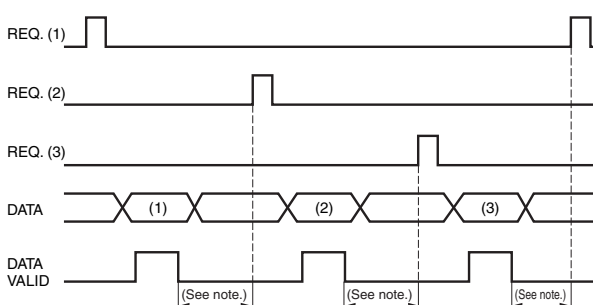 REQ. (1)
REQ. (2)
REQ. (3)
DATA
(1)
(2)
(3)
DATA
VALID
(See note.)
(See note.)
(See note.)